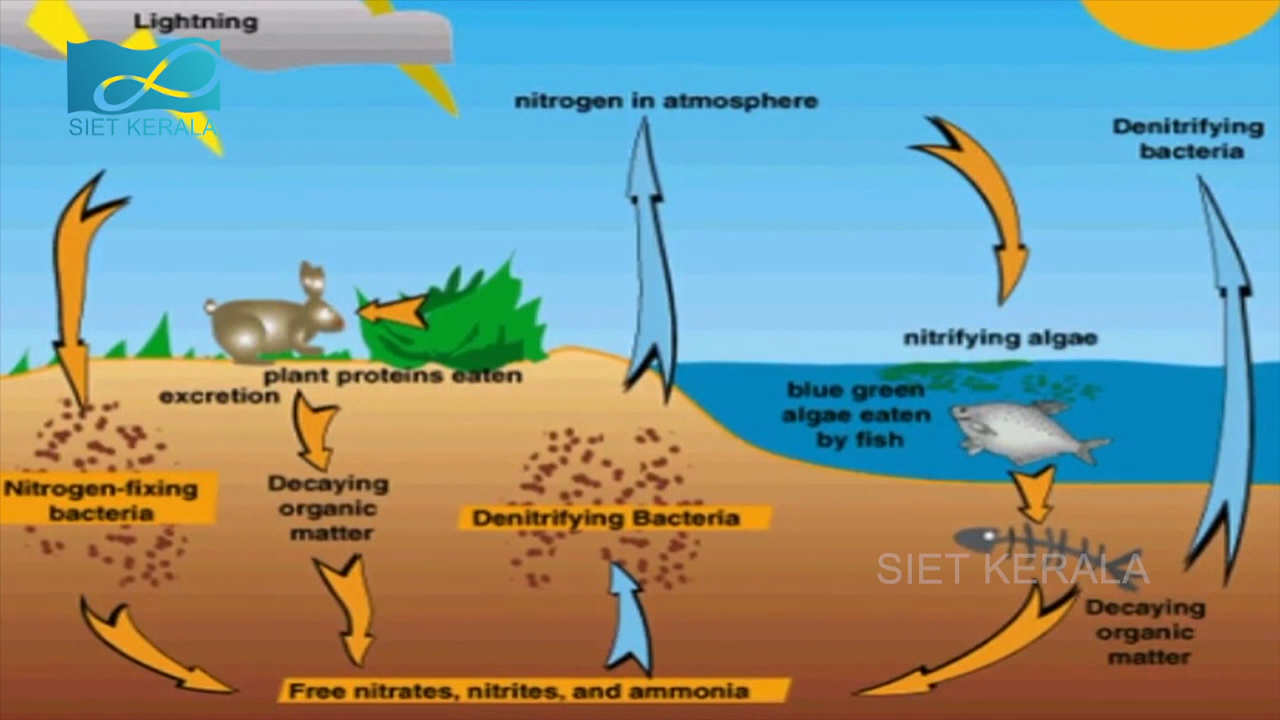 Lightning
SIET KERALA
nitrogen in atmosphere
Denitrifying
bacteria
nitrifying algae
plant proteins eaten
excretion
blue green
algae eaten
by fish
Nitrogen-fixing
bacteria
Decaying
organic
matter
Denitrifying Bacteria
SIET KERALA
Decaying
organic
matter
Free nitrates, nitrites, and ammonia